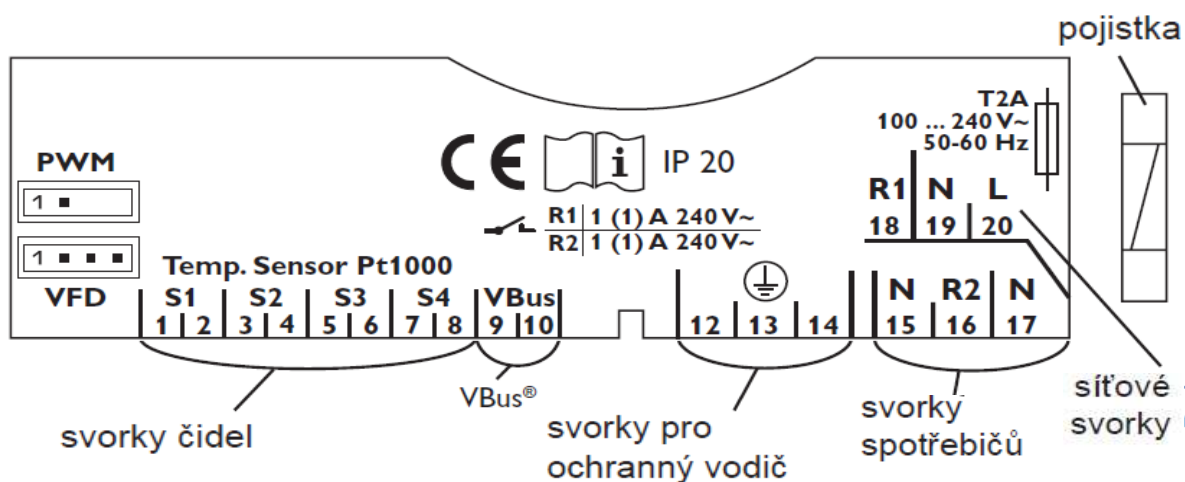 pojistka
T2A
100 ... 240 V~
50-60 Hz
PWM
CE i IP 20
1
R1 N L
R1 1 (1) A 240 V~
18 19 20
R2 1 (1) A 240 V~
1
Temp. Sensor Pt1000
VFD S1 S2 S3 S4 VBus N R2 N
1 2 3 4 5 6 7 8 9 10 12 13 14 15 16 17
VBus®
síťové
svorky
svorky čidel
svorky pro
ochranný vodič
svorky
spotřebičů